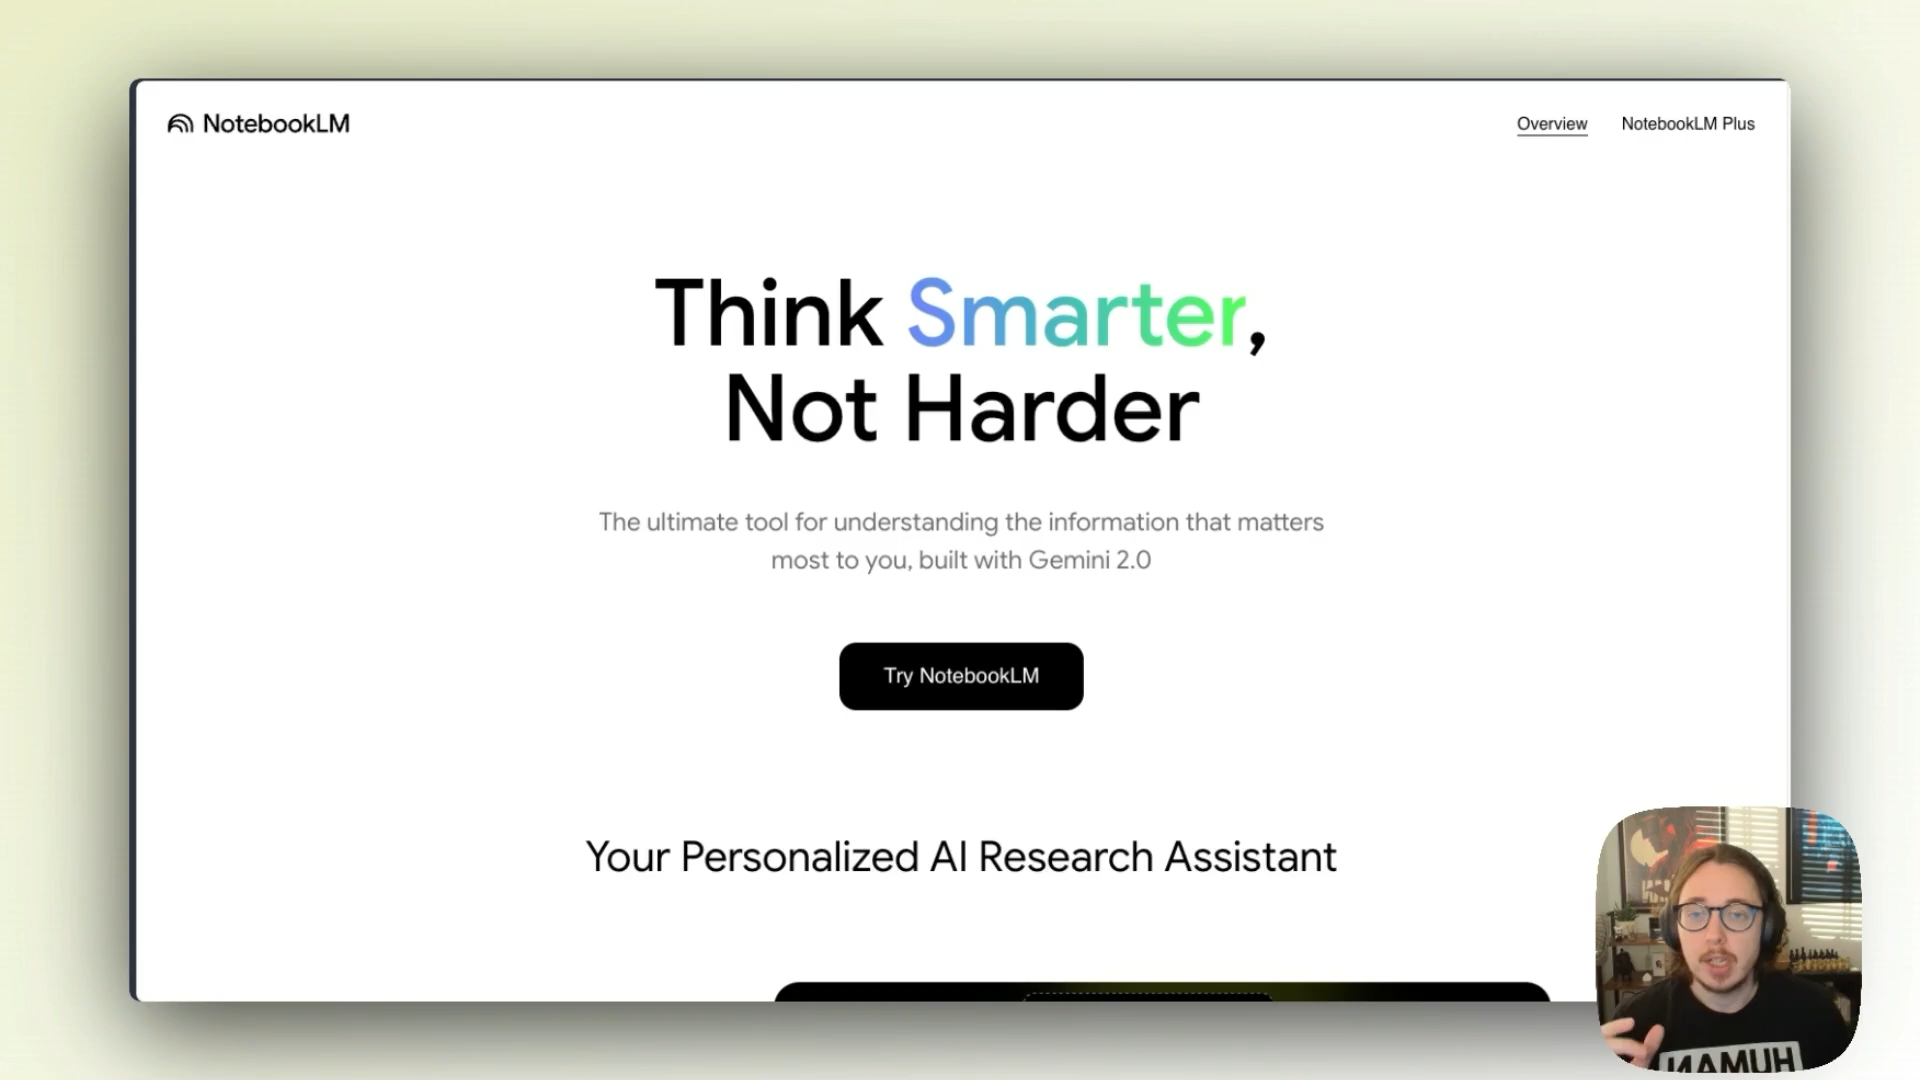 NotebookLM
Overview
NotebookLM Plus
Think Smarter,
Not Harder
The ultimate tool for understanding the information that matters
most to you, built with Gemini 2.0
Try NotebookLM
Your Personalized AI Research Assistant
HUMAN